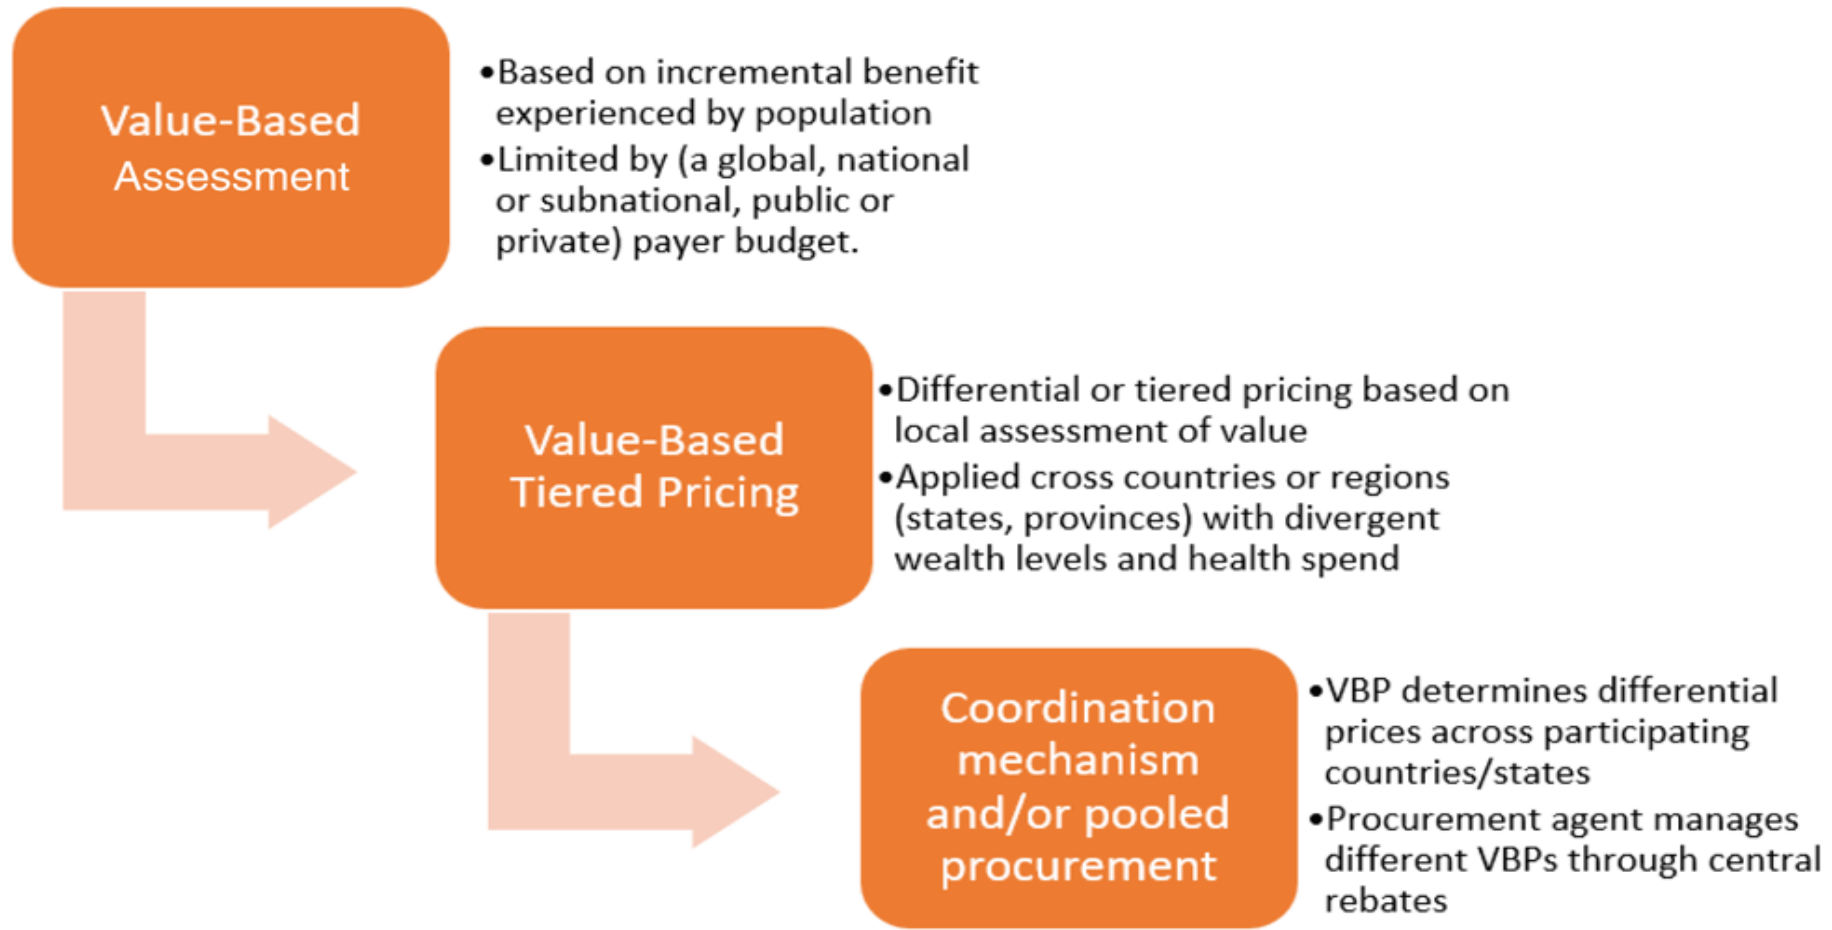 Value-Based
Assessment
•Based on incremental benefit
experienced by population
•Limited by (a global, national
or subnational, public or
private) payer budget.
Value-Based
Tiered Pricing
•Differential or tiered pricing based on
local assessment of value
•Applied cross countries or regions
(states, provinces) with divergent
wealth levels and health spend
Coordination
mechanism
and/or pooled
procurement
•VBP determines differential
prices across participating
countries/states
•Procurement agent manages
different VBPs through central
rebates